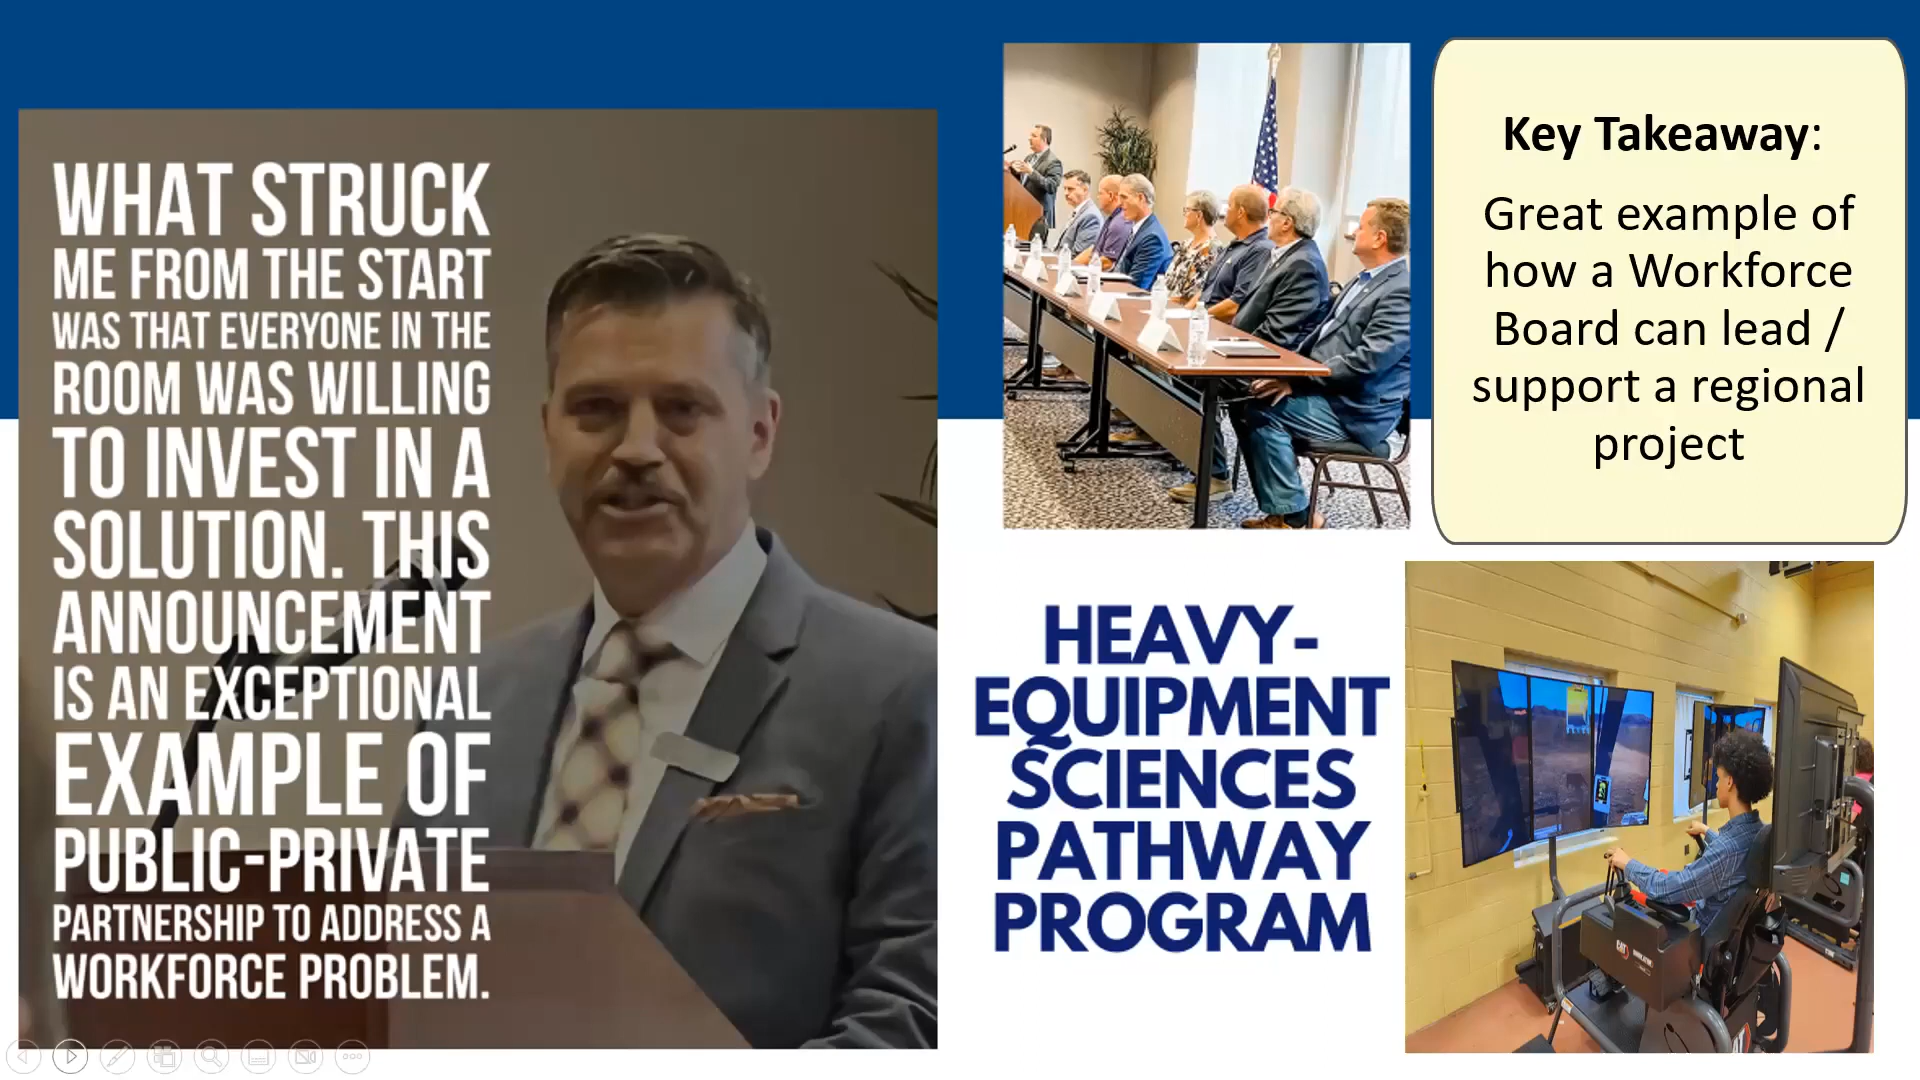 WHAT STRUCK
ME FROM THE START
WAS THAT EVERYONE IN THE
ROOM WAS WILLING
TO INVEST IN A
SOLUTION. THIS
ANNOUNCEMENT
IS AN EXCEPTIONAL
EXAMPLE OF
PUBLIC-PRIVATE
PARTNERSHIP TO ADDRESS A
WORKFORCE PROBLEM.
Key Takeaway:
Great example of
how a Workforce
Board can lead /
support a regional
project
HEAVY-
EQUIPMENT
SCIENCES
PATHWAY
PROGRAM
CAT